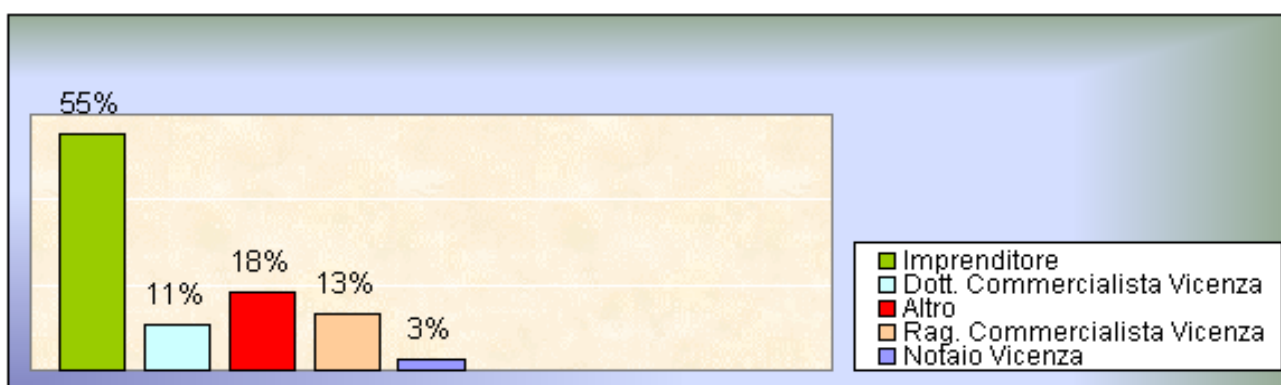 55%
11%
18%
13%
3%
Imprenditore
Dott. Commercialista Vicenza
Altro
Rag. Commercialista Vicenza
Notaio Vicenza